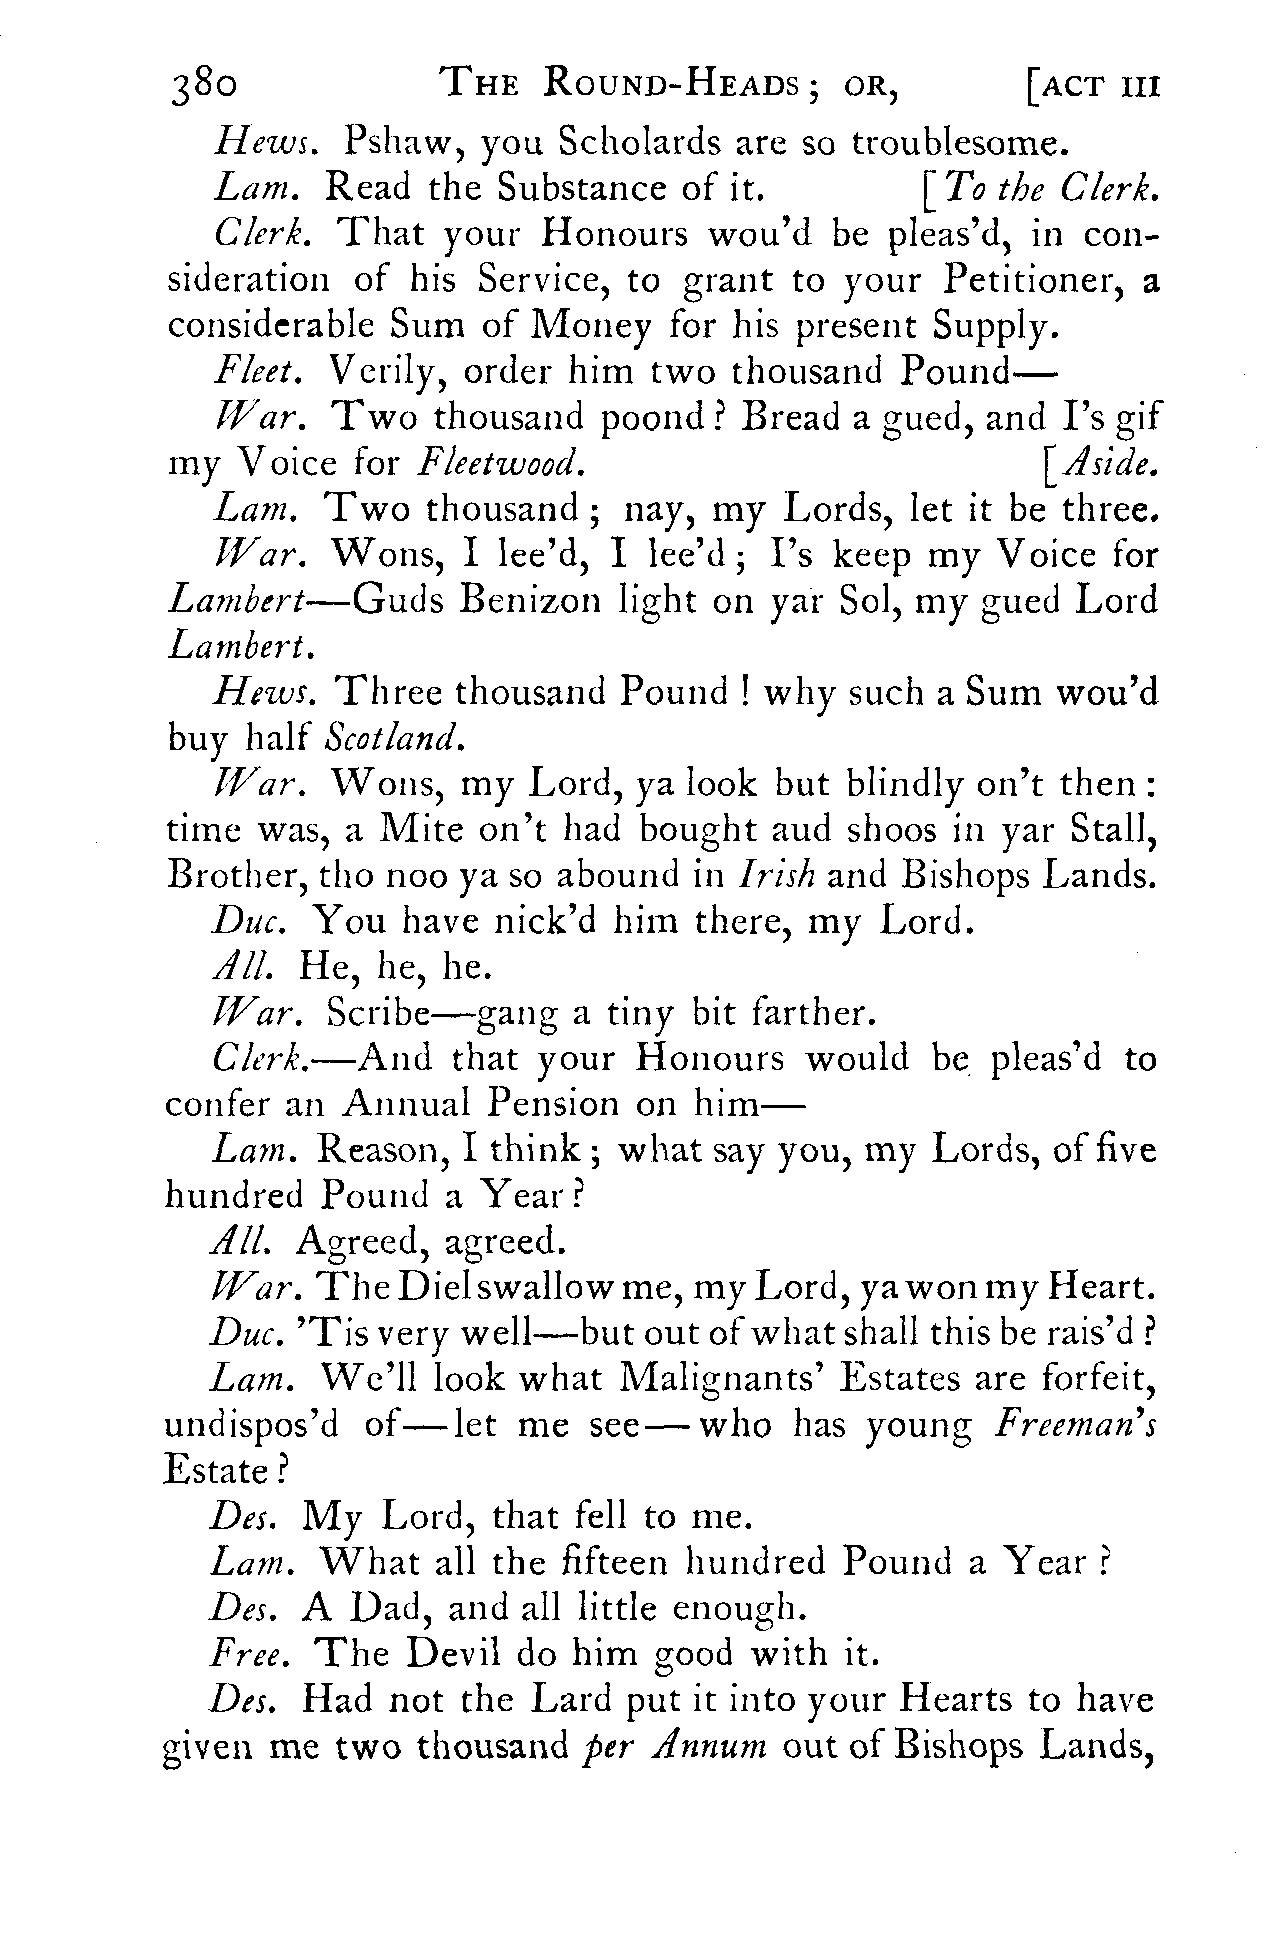 380 THE ROUND-HEADS; OR, [ACT III
Hews. Pshaw, you Scholards are so troublesome.
Lam. Read the Substance of it. [To the Clerk.
Clerk. That your Honours wou'd be pleas'd, in con-
sideration of his Service, to grant to your Petitioner, a
considerable Sum of Money for his present Supply.
Fleet. Verily, order him two thousand Pound—
War. Two thousand poond? Bread a gued, and I's gif
my Voice for Fleetwood. [Aside.
Lam. Two thousand; nay, my Lords, let it be three.
War. Wons, I lee'd, I lee'd; I's keep my Voice for
Lambert—Guds Benizon light on yar Sol, my gued Lord
Lambert.
Hews. Three thousand Pound! why such a Sum wou'd
buy half Scotland.
War. Wons, my Lord, ya look but blindly on't then:
time was, a Mite on't had bought aud shoos in yar Stall,
Brother, tho noo ya so abound in Irish and Bishops Lands.
Duc. You have nick'd him there, my Lord.
All. He, he, he.
War. Scribe—gang a tiny bit farther.
Clerk.—And that your Honours would be pleas'd to
confer an Annual Pension on him—
Lam. Reason, I think; what say you, my Lords, of five
hundred Pound a Year?
All. Agreed, agreed.
War. The Diel swallow me, my Lord, ya won my Heart.
Duc. 'Tis very well—but out of what shall this be rais'd?
Lam. We'll look what Malignants' Estates are forfeit,
undispos'd of—let me see—who has young Freeman's
Estate?
Des. My Lord, that fell to me.
Lam. What all the fifteen hundred Pound a Year?
Des. A Dad, and all little enough.
Free. The Devil do him good with it.
Des. Had not the Lard put it into your Hearts to have
given me two thousand per Annum out of Bishops Lands,